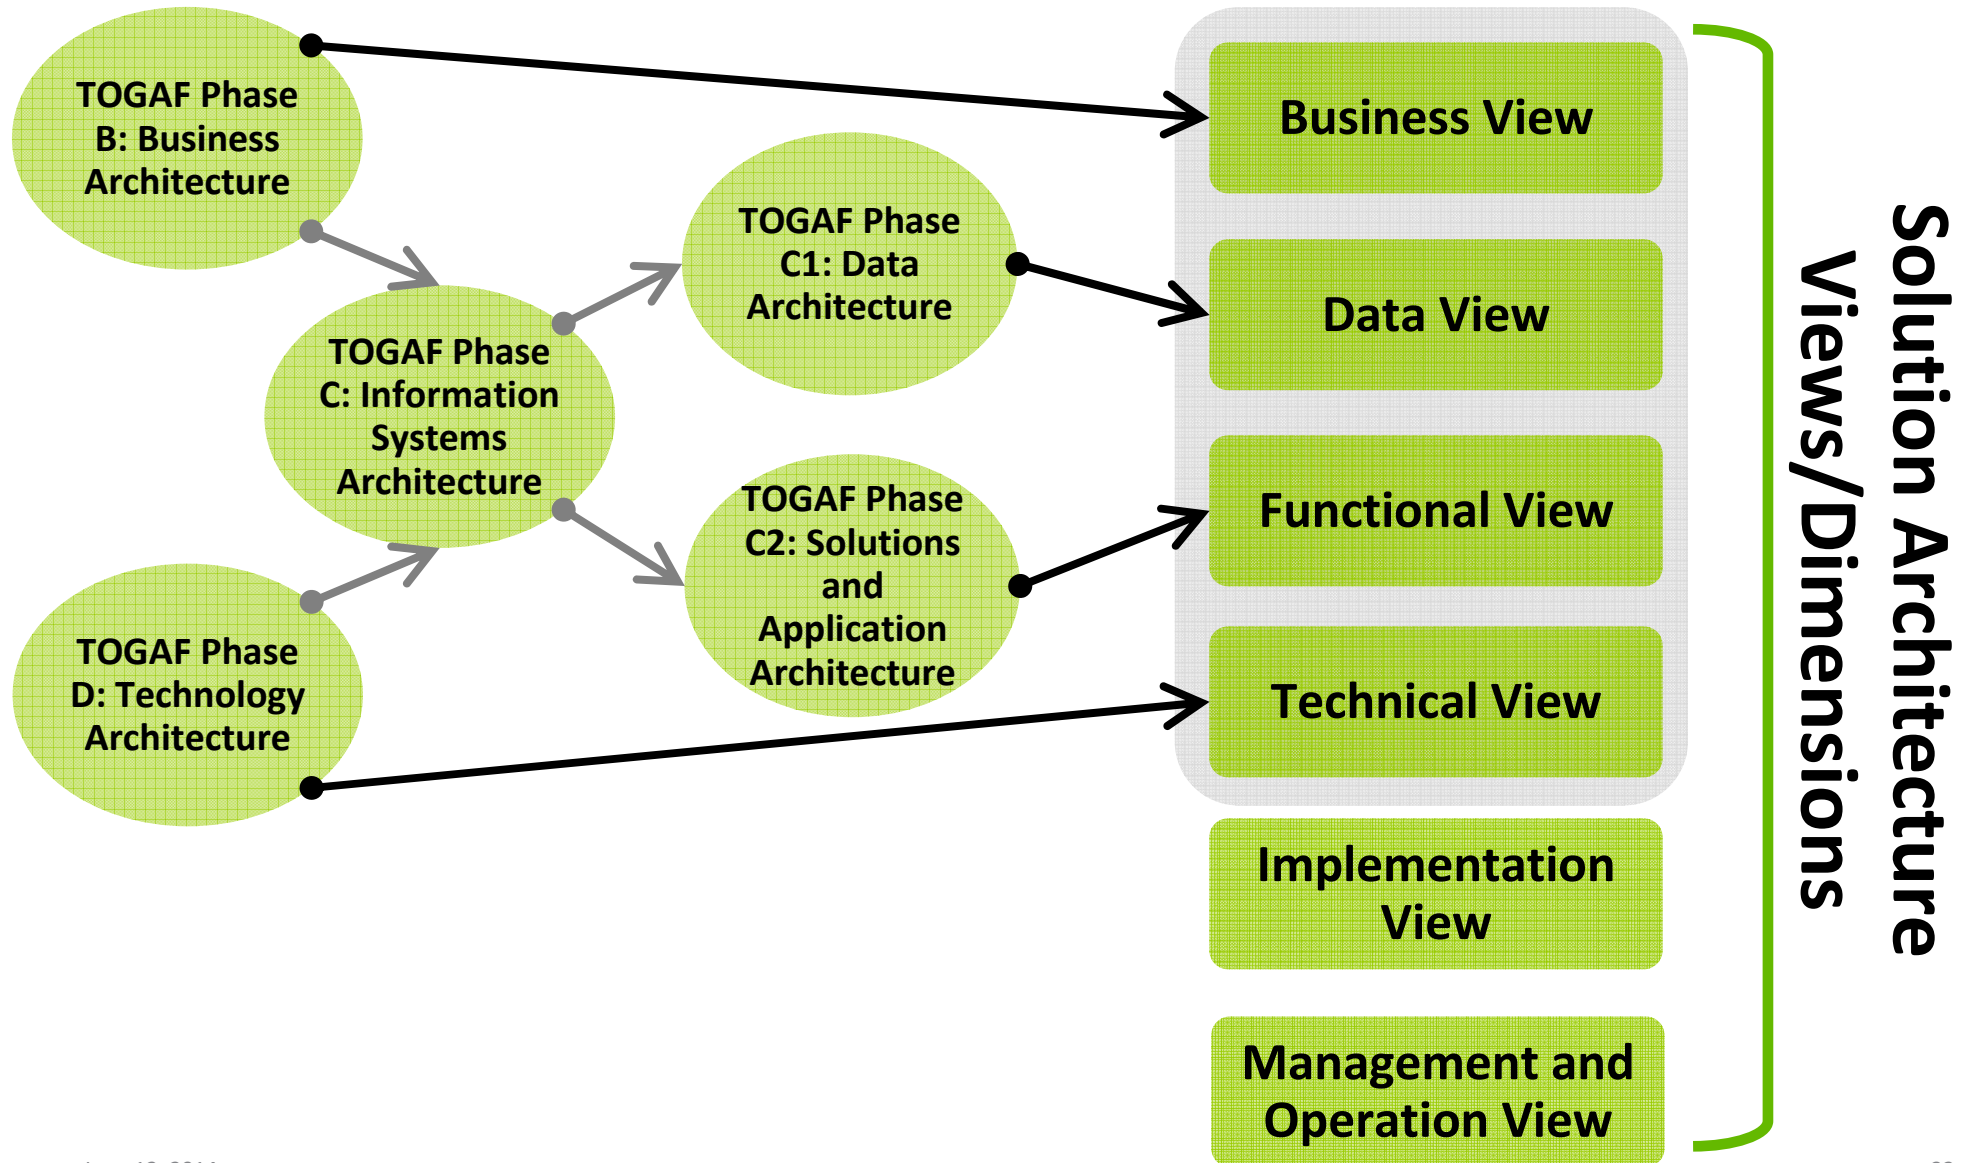 TOGAF Phase
B: Business
Architecture
TOGAF Phase
C: Information
Systems
Architecture
TOGAF Phase
D: Technology
Architecture
TOGAF Phase
C1: Data
Architecture
TOGAF Phase
C2: Solutions
and
Application
Architecture
Business View
Data View
Functional View
Technical View
Implementation
View
Management and
Operation View
Solution Architecture
Views/Dimensions